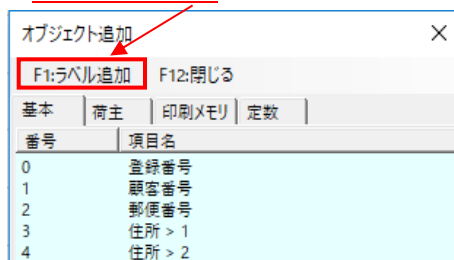 オブジェクト追加
F1:ラベル追加 F12:閉じる
基本 荷主 印刷メモリ 定数
番号 項目名
0 登録番号
1 顧客番号
2 郵便番号
3 住所 > 1
4 住所 > 2